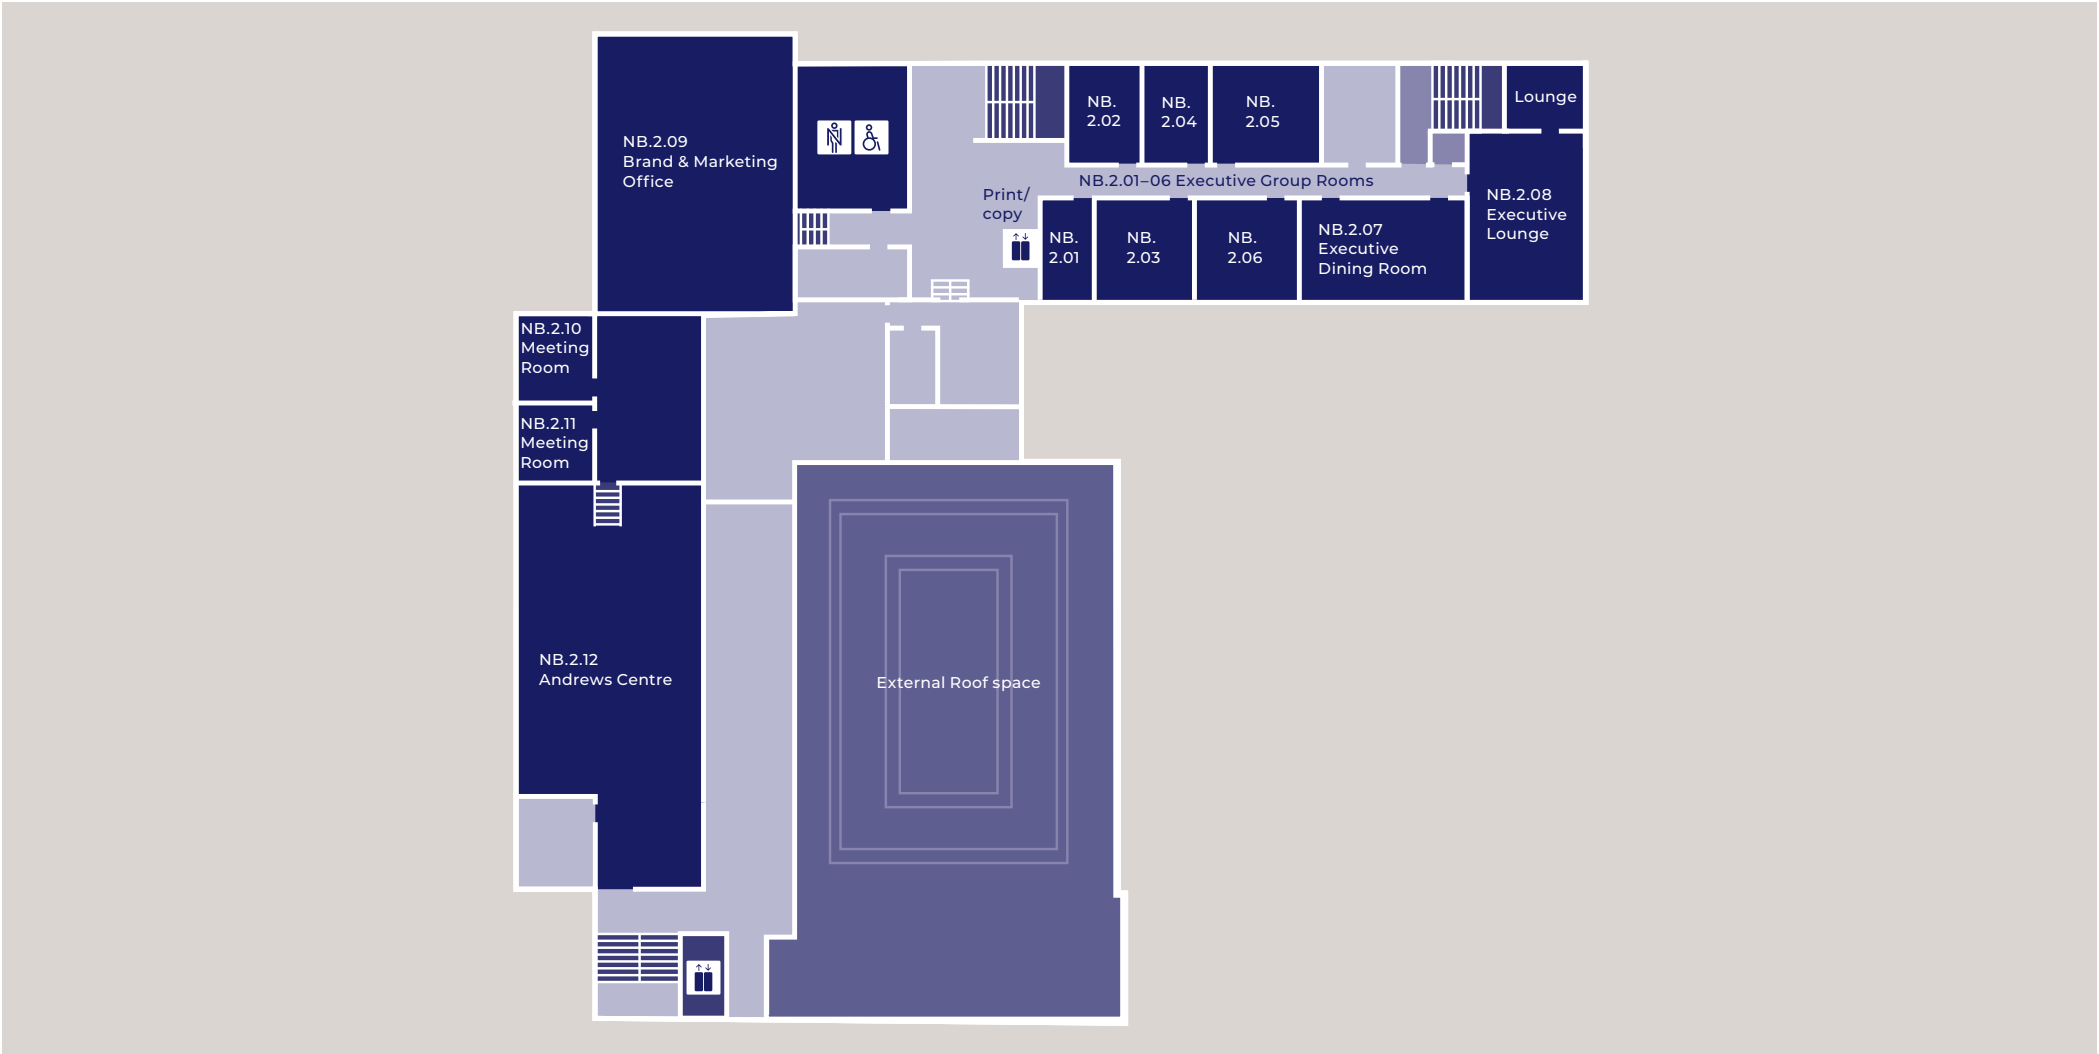 NB.2.09
Brand & Marketing
Office
NB.
2.02
NB.
2.04
NB.
2.05
Lounge
NB.2.01–06 Executive Group Rooms
Print/
copy
NB.
2.01
NB.
2.03
NB.
2.06
NB.2.07
Executive
Dining Room
NB.2.08
Executive
Lounge
NB.2.10
Meeting
Room
NB.2.11
Meeting
Room
NB.2.12
Andrews Centre
External Roof space